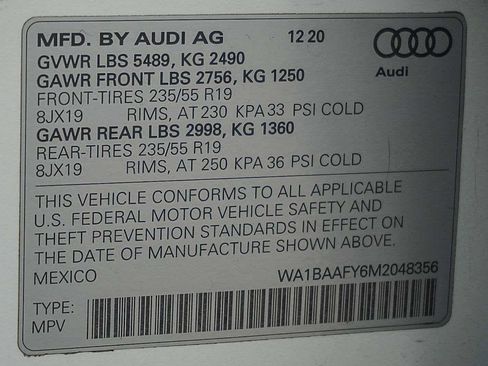 MFD. BY AUDI AG 12 20
GVWR LBS 5489, KG 2490
GAWR FRONT LBS 2756, KG 1250
Audi
FRONT-TIRES 235/55 R19
8JX19 RIMS, AT 230 KPA 33 PSI COLD
GAWR REAR LBS 2998, KG 1360
REAR-TIRES 235/55 R19
8JX19 RIMS, AT 250 KPA 36 PSI COLD
THIS VEHICLE CONFORMS TO ALL APPLICABLE
U.S. FEDERAL MOTOR VEHICLE SAFETY AND
THEFT PREVENTION STANDARDS IN EFFECT ON
THE DATE OF MANUFACTURE SHOWN ABOVE.
MEXICO WA1BAAFY6M2048356
TYPE:
MPV